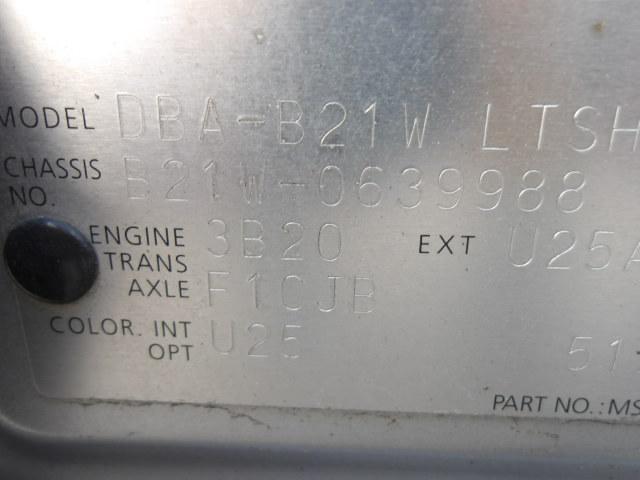 MODEL DBA-B21W LTSH
CHASSIS NO. B21W-0639988
ENGINE 3B20 EXT U25A
TRANS AXLE F1CJB
COLOR. INT U25
OPT 51-
PART NO.:MS